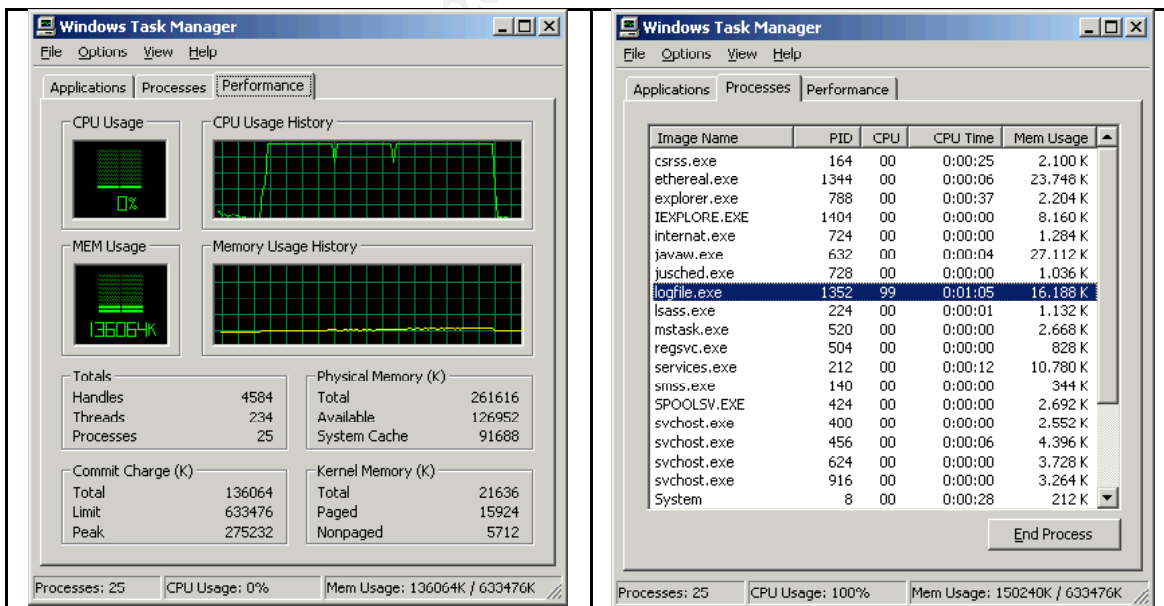 Windows Task Manager
File Options View Help
Applications Processes Performance
CPU Usage
CPU Usage History
0%
MEM Usage
Memory Usage History
136064K
Totals
Handles 4584
Threads 234
Processes 25
Physical Memory (K)
Total 261616
Available 126952
System Cache 91688
Commit Charge (K)
Total 136064
Limit 633476
Peak 275232
Kernel Memory (K)
Total 21636
Paged 15924
Nonpaged 5712
Processes: 25 CPU Usage: 0% Mem Usage: 136064K / 633476K
Windows Task Manager
File Options View Help
Applications Processes Performance
Image Name PID CPU CPU Time Mem Usage
csrss.exe 164 00 0:00:25 2.100 K
ethereal.exe 1344 00 0:00:06 23.748 K
explorer.exe 788 00 0:00:37 2.204 K
IEXPLORE.EXE 1404 00 0:00:00 8.160 K
internat.exe 724 00 0:00:00 1.284 K
javaw.exe 632 00 0:00:04 27.112 K
jusched.exe 728 00 0:00:00 1.036 K
logfile.exe 1352 99 0:01:05 16.188 K
lsass.exe 224 00 0:00:01 1.132 K
mstask.exe 520 00 0:00:00 2.668 K
regsvc.exe 504 00 0:00:00 828 K
services.exe 212 00 0:00:12 10.780 K
smss.exe 140 00 0:00:00 344 K
SPOOLSV.EXE 424 00 0:00:00 2.692 K
svchost.exe 400 00 0:00:00 2.552 K
svchost.exe 456 00 0:00:06 4.396 K
svchost.exe 624 00 0:00:00 3.728 K
svchost.exe 916 00 0:00:00 3.264 K
System 8 00 0:00:28 212 K
End Process
Processes: 25 CPU Usage: 100% Mem Usage: 150240K / 633476K